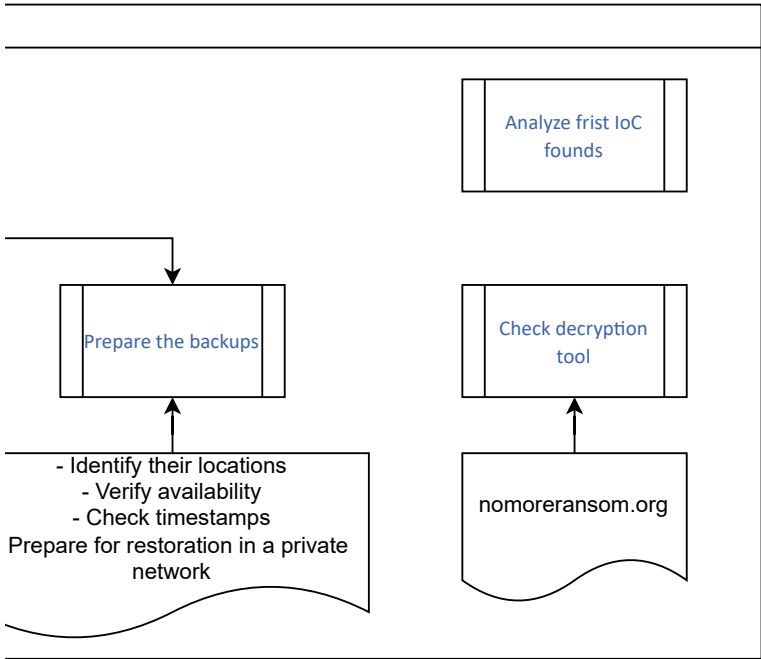 Analyze frist IoC
founds
Prepare the backups
Check decryption
tool
- Identify their locations
- Verify availability
- Check timestamps
Prepare for restoration in a private
network
nomoreransom.org